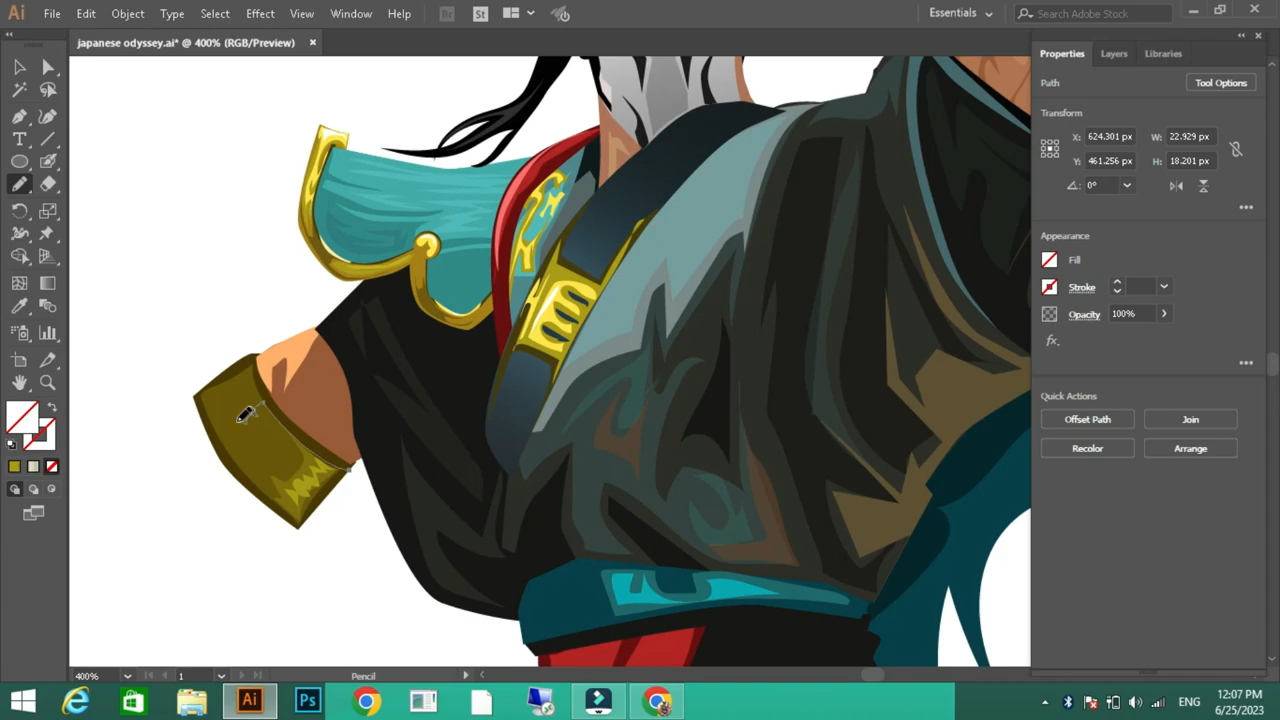 Ai File Edit Object Type Select Effect View Window Help Br St Essentials Search Adobe Stock
japanese odyssey.ai* @ 400% (RGB/Preview)
Properties Layers Libraries
Path Tool Options
Transform
X: 624.301 px W: 22.929 px
Y: 461.256 px H: 18.201 px
0°
Appearance
Fill
Stroke
Opacity 100%
fx.
Quick Actions
Offset Path Join
Recolor Arrange
400% 1 Pencil
Ai Ps ENG 12:07 PM
6/25/2023